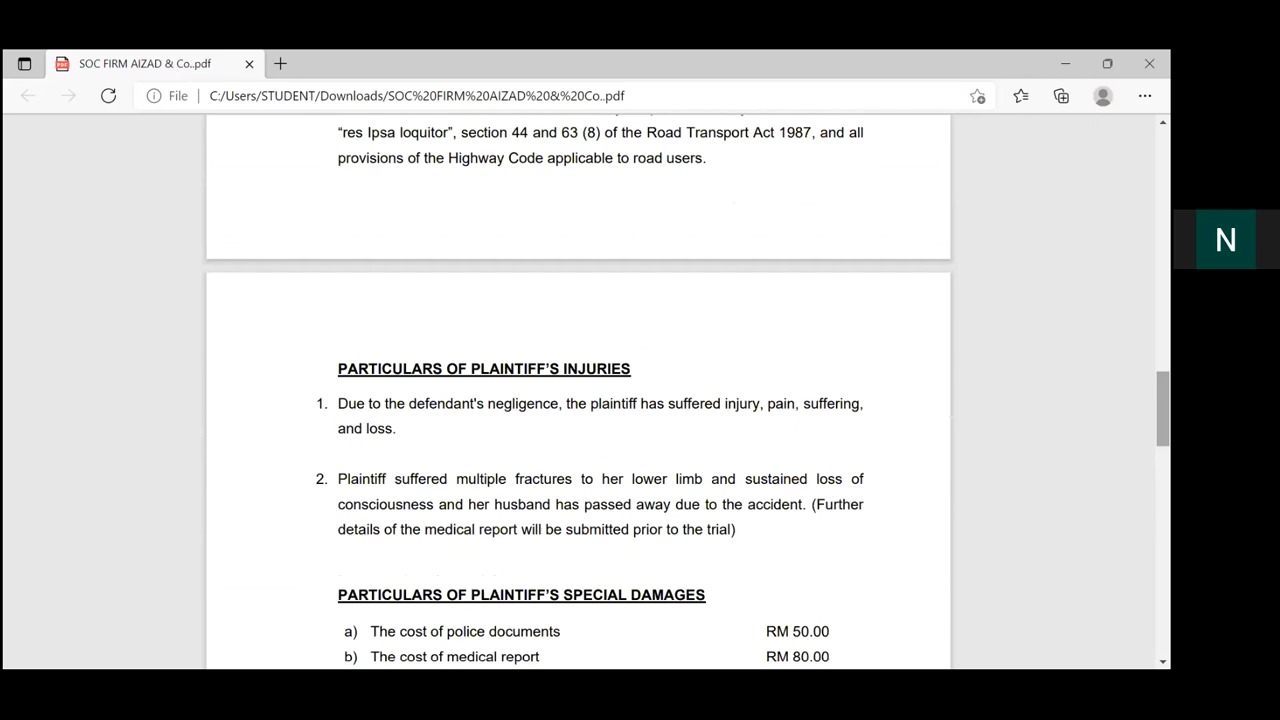 SOC FIRM AIZAD & Co..pdf
File
C:/Users/STUDENT/Downloads/SOC%20FIRM%20AIZAD%20&%20Co..pdf
"res Ipsa loquitor", section 44 and 63 (8) of the Road Transport Act 1987, and all
provisions of the Highway Code applicable to road users.
N
PARTICULARS OF PLAINTIFF'S INJURIES
1. Due to the defendant's negligence, the plaintiff has suffered injury, pain, suffering,
and loss.
2. Plaintiff suffered multiple fractures to her lower limb and sustained loss of
consciousness and her husband has passed away due to the accident. (Further
details of the medical report will be submitted prior to the trial)
PARTICULARS OF PLAINTIFF'S SPECIAL DAMAGES
a) The cost of police documents RM 50.00
b) The cost of medical report RM 80.00